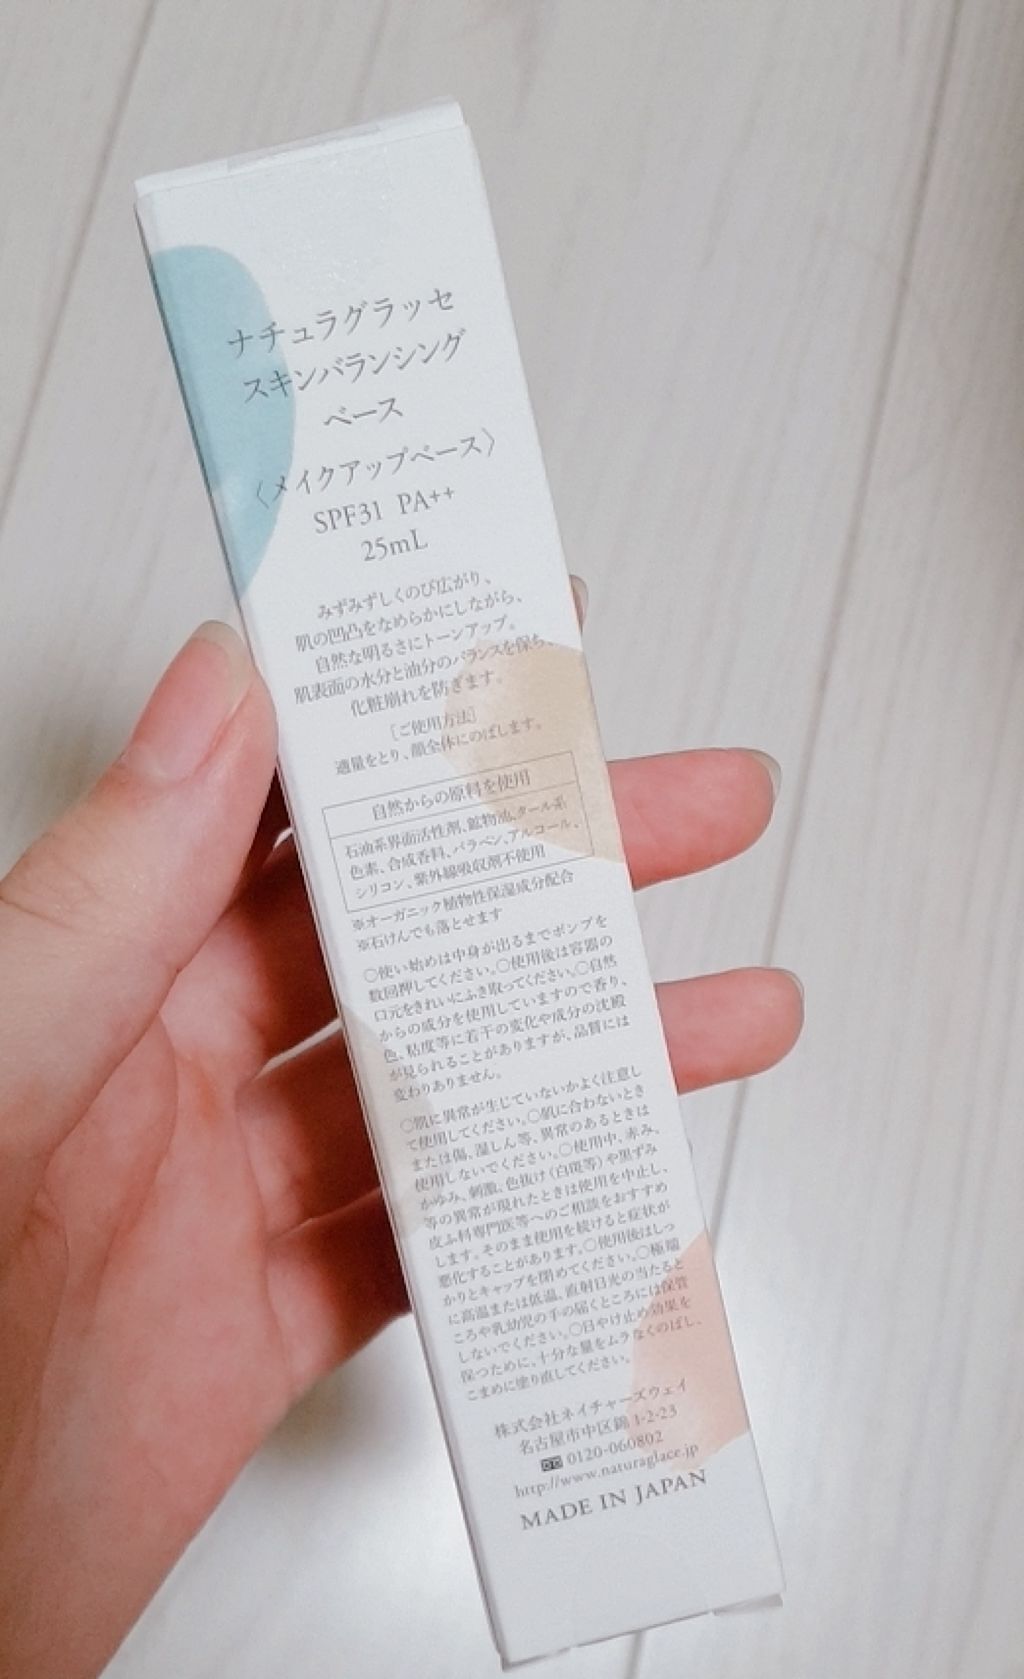 ナチュラグラッセ
スキンバランシング
ベース
〈メイクアップベース〉
SPF31 PA++
25mL
みずみずしくのび広がり、
肌の凹凸をなめらかにしながら、
自然な明るさにトーンアップ。
肌表面の水分と油分のバランスを保ち、
化粧崩れを防ぎます。
［ご使用方法］
適量をとり、顔全体にのばします。
自然からの原料を使用
石油系界面活性剤、鉱物油、タール系
色素、合成香料、パラベン、アルコール、
シリコン、紫外線吸収剤不使用
※オーガニック植物性保湿成分配合
※石けんでも落とせます
○使い始めは中身が出るまでポンプを
数回押してください。○使用後は容器の
口元をきれいにふき取ってください。○自然
からの成分を使用していますので香り、
色、粘度等に若干の変化や成分の沈殿
が見られることがありますが、品質には
変わりありません。
○肌に異常が生じていないかよく注意し
て使用してください。○肌に合わないとき
または傷、湿しん等、異常のあるときは
使用しないでください。○使用中、赤み、
かゆみ、刺激、色抜け（白斑等）や黒ずみ
等の異常が現れたときは使用を中止し、
皮ふ科専門医等へのご相談をおすすめ
します。そのまま使用を続けると症状が
悪化することがあります。○使用後はしっ
かりとキャップを閉めてください。○極端
に高温または低温、直射日光の当たると
ころや乳幼児の手の届くところには保管
しないでください。○日やけ止め効果を
保つために、十分な量をムラなくのばし、
こまめに塗り直してください。
株式会社ネイチャーズウェイ
名古屋市中区錦 1-2-23
0120-060802
http://www.naturaglace.jp
MADE IN JAPAN